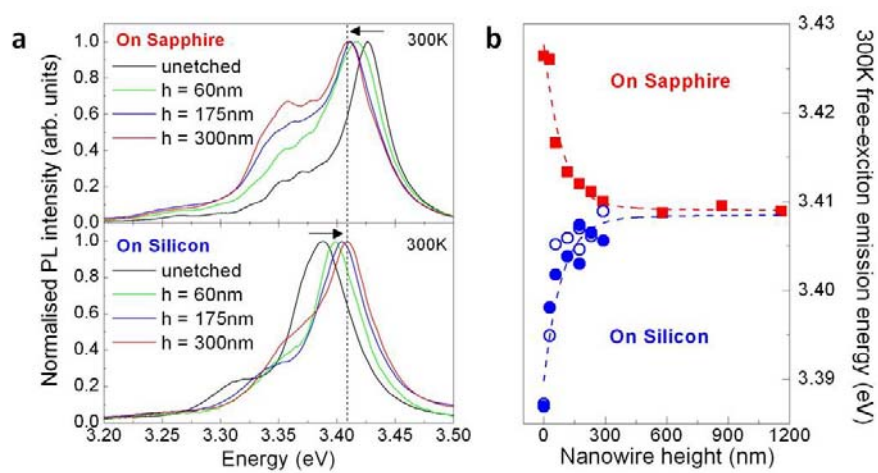 a
On Sapphire
300K
unetched
h = 60nm
h = 175nm
h = 300nm
1.0
0.8
0.6
0.4
0.2
0.0
On Silicon
300K
unetched
h = 60nm
h = 175nm
h = 300nm
1.0
0.8
0.6
0.4
0.2
0.0
3.20 3.25 3.30 3.35 3.40 3.45 3.50
Energy (eV)
Normalised PL intensity (arb. units)
b
On Sapphire
On Silicon
3.43
3.42
3.41
3.40
3.39
0 300 600 900 1200
Nanowire height (nm)
300K free-exciton emission energy (eV)